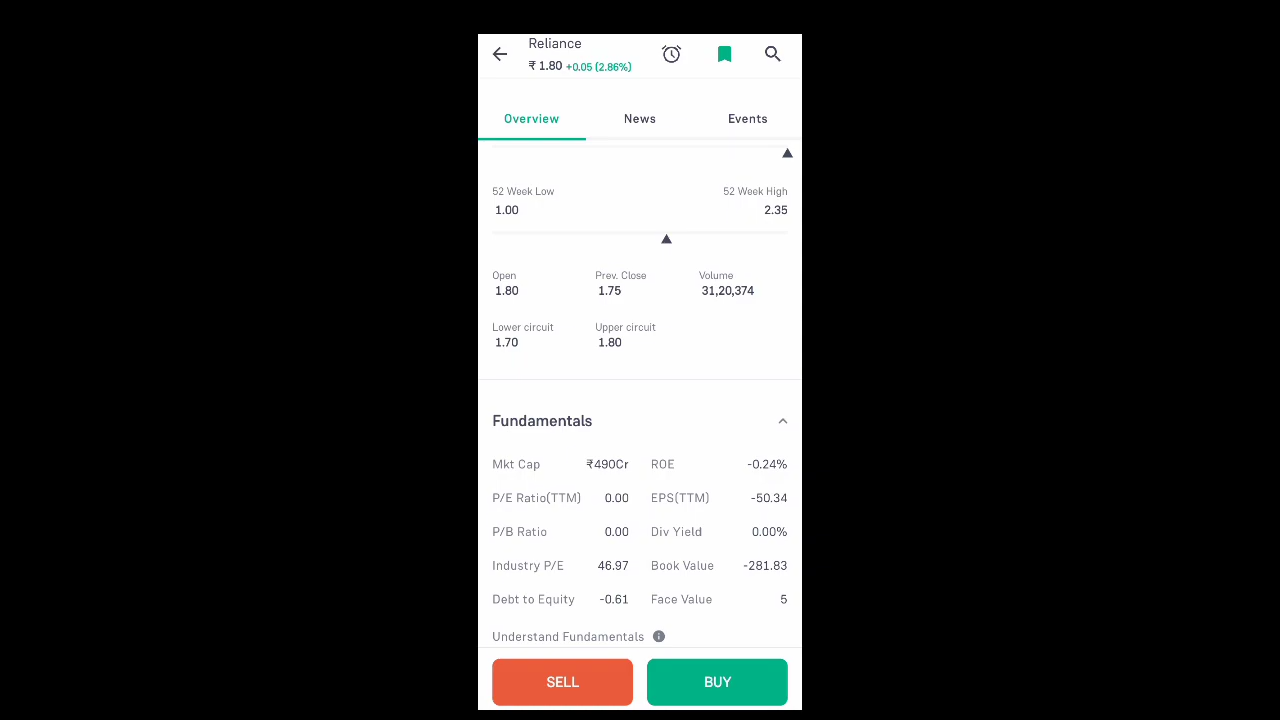 Reliance
₹ 1.80 +0.05 (2.86%)
Overview News Events
52 Week Low 52 Week High
1.00 2.35
Open Prev. Close Volume
1.80 1.75 31,20,374
Lower circuit Upper circuit
1.70 1.80
Fundamentals
Mkt Cap ₹490Cr ROE -0.24%
P/E Ratio(TTM) 0.00 EPS(TTM) -50.34
P/B Ratio 0.00 Div Yield 0.00%
Industry P/E 46.97 Book Value -281.83
Debt to Equity -0.61 Face Value 5
Understand Fundamentals
SELL BUY